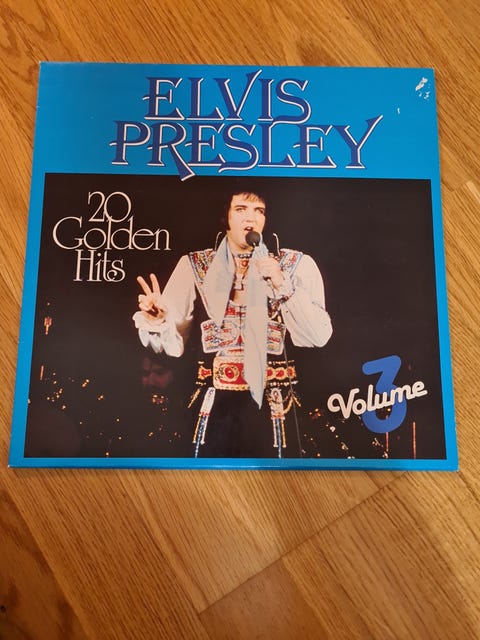 ELVIS
PRESLEY
20
Golden
Hits
Volume
3